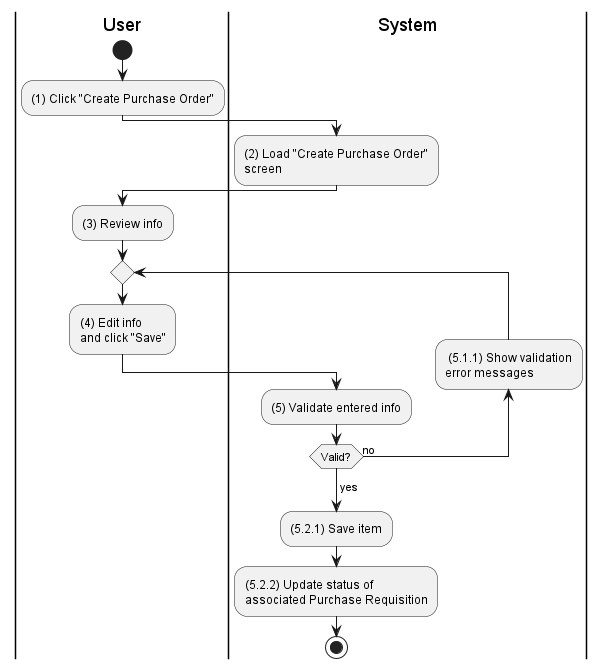 User
System
(1) Click "Create Purchase Order"
(2) Load "Create Purchase Order"
screen
(3) Review info
(4) Edit info
and click "Save"
(5.1.1) Show validation
error messages
(5) Validate entered info
Valid?
no
yes
(5.2.1) Save item
(5.2.2) Update status of
associated Purchase Requisition